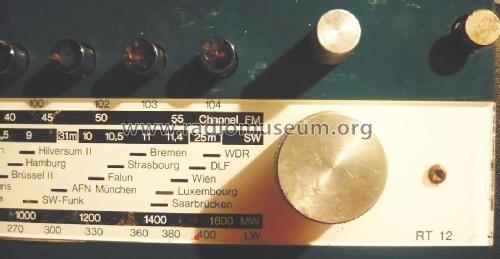 100 103 104
40 45 50 55 Channel FM
,5 9 31m 10 10,5 11 11,4 25m SW
Hilversum II Bremen WDR
Hamburg Strasbourg DLF
Brüssel II Falun Wien
ris AFN München Luxembourg
SW-Funk Saarbrücken
1000 1200 1400 1600 MW
270 300 330 360 380 400 LW
RT 12
© www.radiomuseum.org